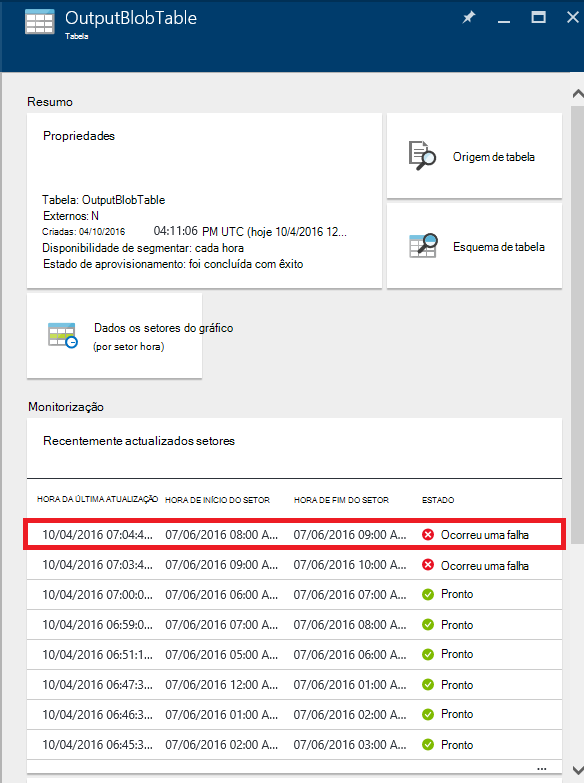 OutputBlobTable
Tabela
Resumo
Propriedades
Tabela: OutputBlobTable
Externos: N
Criadas: 04/10/2016 04:11:06 PM UTC (hoje 10/4/2016 12...
Disponibilidade de segmentar: cada hora
Estado de aprovisionamento: foi concluída com êxito
Origem de tabela
Esquema de tabela
Dados os setores do gráfico
(por setor hora)
Monitorização
Recentemente actualizados setores
HORA DA ÚLTIMA ATUALIZAÇÃO HORA DE INÍCIO DO SETOR HORA DE FIM DO SETOR ESTADO
10/04/2016 07:04:4... 07/06/2016 08:00 A... 07/06/2016 09:00 A... Ocorreu uma falha
10/04/2016 07:03:4... 07/06/2016 09:00 A... 07/06/2016 10:00 A... Ocorreu uma falha
10/04/2016 07:00:0... 07/06/2016 06:00 A... 07/06/2016 07:00 A... Pronto
10/04/2016 06:59:0... 07/06/2016 07:00 A... 07/06/2016 08:00 A... Pronto
10/04/2016 06:51:1... 07/06/2016 05:00 A... 07/06/2016 06:00 A... Pronto
10/04/2016 06:47:3... 07/06/2016 12:00 A... 07/06/2016 01:00 A... Pronto
10/04/2016 06:46:3... 07/06/2016 01:00 A... 07/06/2016 02:00 A... Pronto
10/04/2016 06:45:3... 07/06/2016 02:00 A... 07/06/2016 03:00 A... Pronto
...